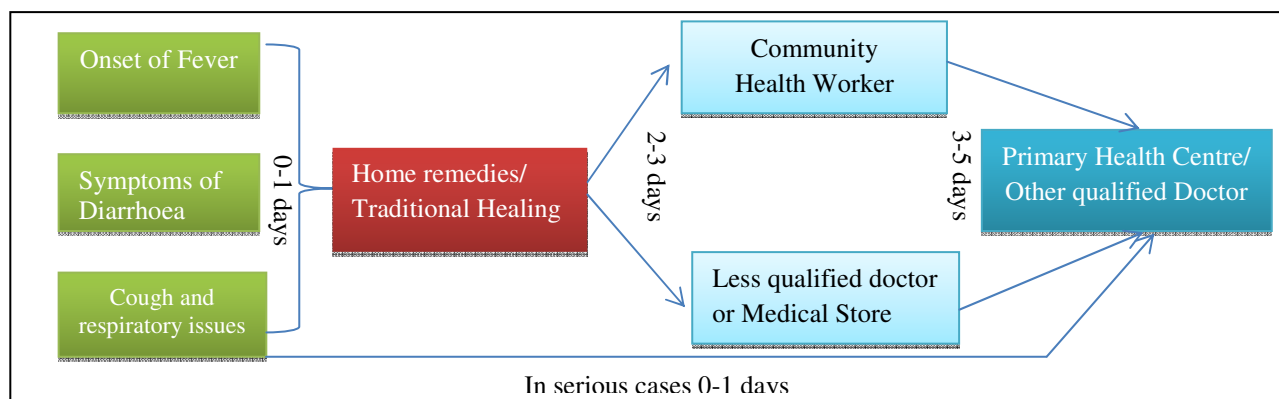 Onset of Fever
Symptoms of
Diarrhoea
Cough and
respiratory issues
0-1 days
Home remedies/
Traditional Healing
2-3 days
Community
Health Worker
Less qualified doctor
or Medical Store
3-5 days
Primary Health Centre/
Other qualified Doctor
In serious cases 0-1 days